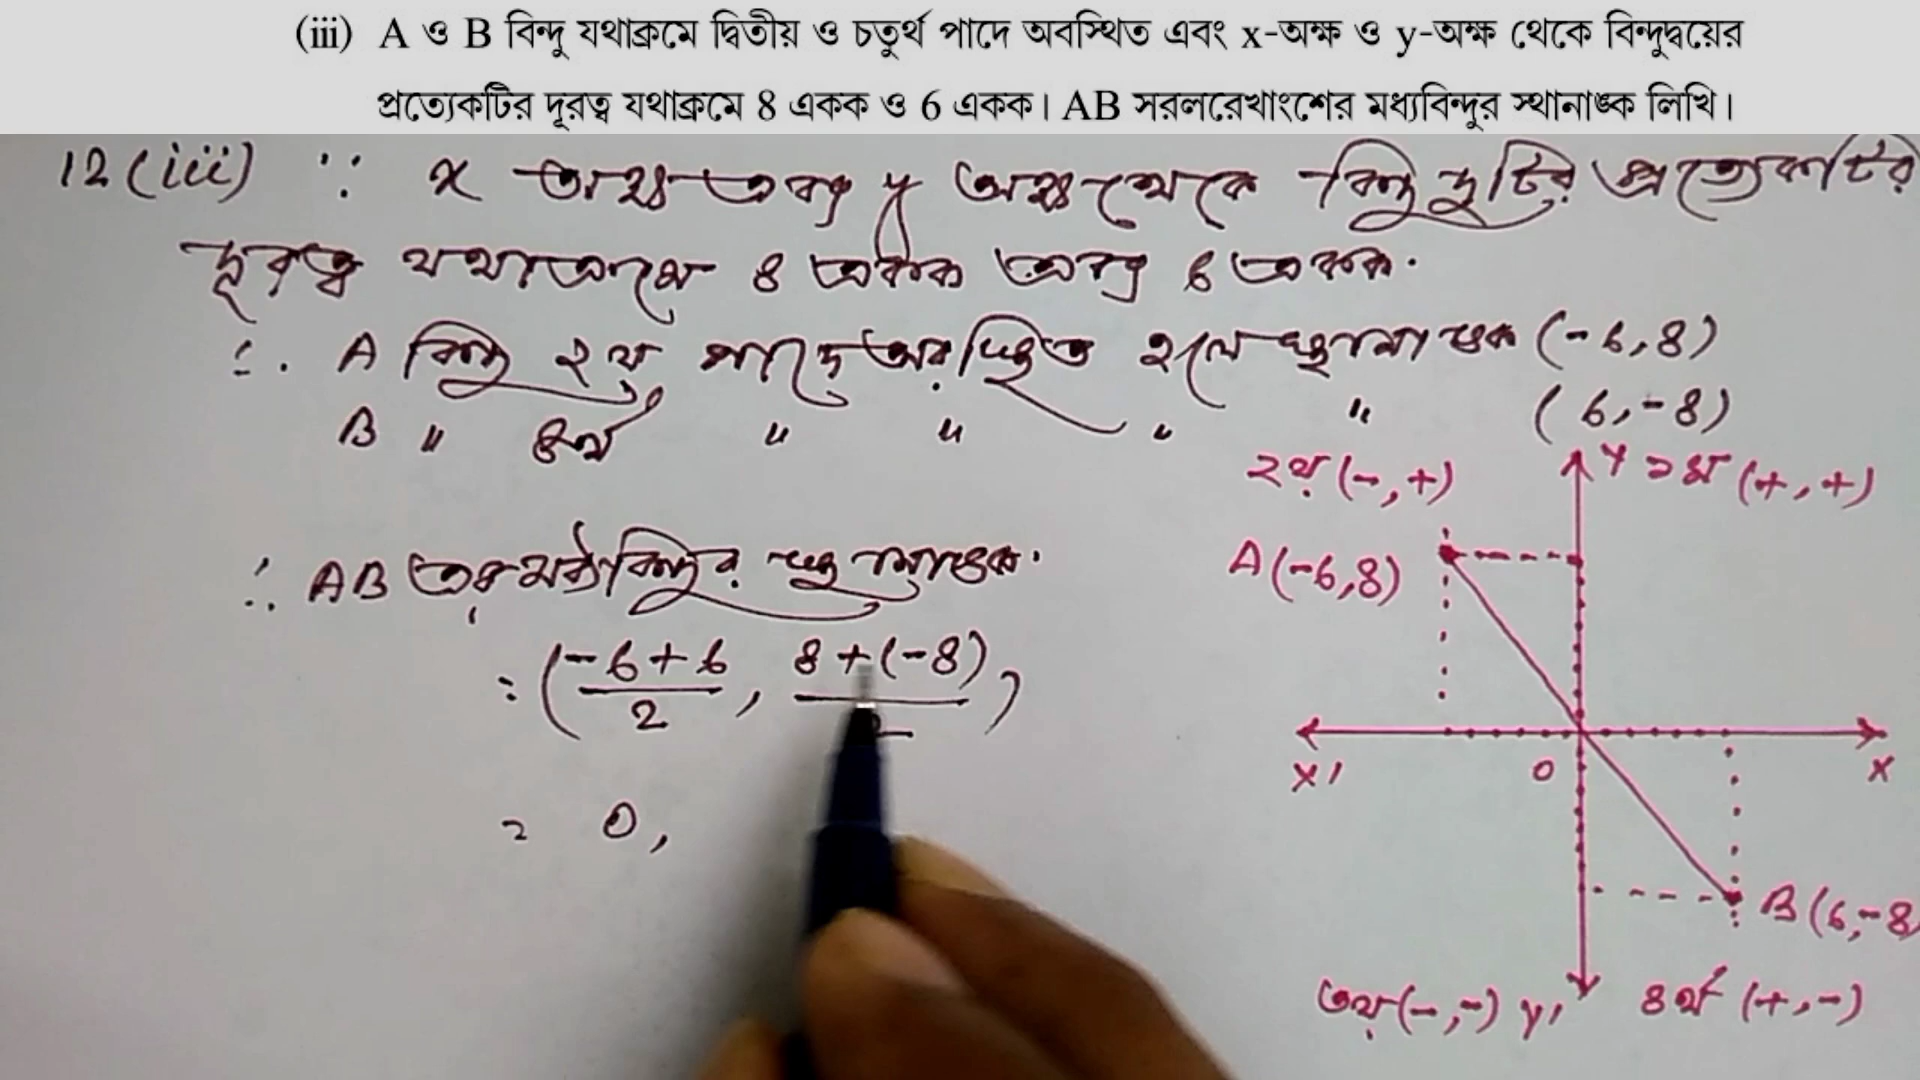 (iii) A ও B বিন্দু যথাক্রমে দ্বিতীয় ও চতুর্থ পাদে অবস্থিত এবং x-অক্ষ ও y-অক্ষ থেকে বিন্দুদ্বয়ের
প্রত্যেকটির দূরত্ব যথাক্রমে 8 একক ও 6 একক। AB সরলরেখাংশের মধ্যবিন্দুর স্থানাঙ্ক লিখি।
12 (iii) ∵ x অক্ষ এবং y অক্ষ থেকে বিন্দু দুটির প্রত্যেকটির
দূরত্ব যথাক্রমে 8 একক এবং 6 একক.
∴ A বিন্দু ২য় পাদে অবস্থিত হলে স্থানাঙ্ক (-6,8)
B " ৪র্থ " " " " (6,-8)
২য় (-,+) Y ১ম (+,+)
A(-6,8)
∴ AB এর মধ্যবিন্দুর স্থানাঙ্ক.
= (-6+6/2, 8+(-8)/2)
X' O X
= 0,
B(6,-8)
৩য় (-,-) Y' ৪র্থ (+,-)